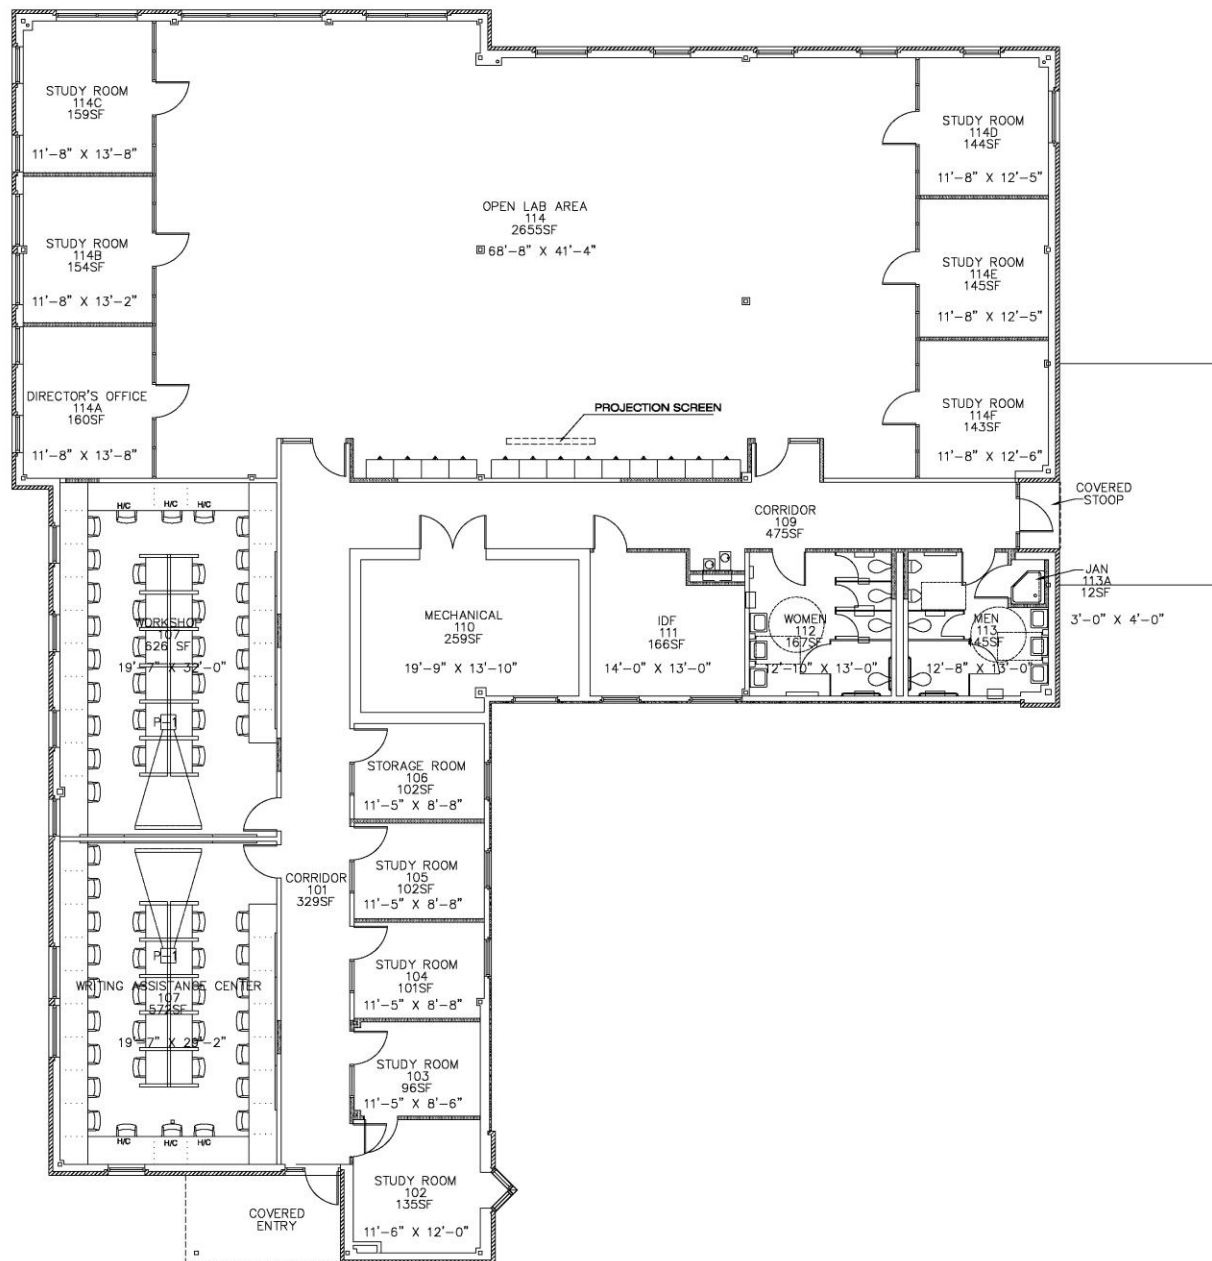 STUDY ROOM
114C
159SF
11'-8" X 13'-8"
STUDY ROOM
114D
144SF
11'-8" X 12'-5"
OPEN LAB AREA
114
2655SF
68'-8" X 41'-4"
STUDY ROOM
114B
154SF
11'-8" X 13'-2"
STUDY ROOM
114E
145SF
11'-8" X 12'-5"
DIRECTOR'S OFFICE
114A
160SF
11'-8" X 13'-8"
PROJECTION SCREEN
STUDY ROOM
114F
143SF
11'-8" X 12'-6"
COVERED
STOOP
CORRIDOR
109
475SF
H/C H/C H/C
JAN
113A
12SF
3'-0" X 4'-0"
MECHANICAL
110
259SF
19'-9" X 13'-10"
IDF
111
166SF
14'-0" X 13'-0"
WOMEN
112
167SF
12'-10" X 13'-0"
MEN
113
145SF
12'-8" X 13'-0"
WORKSHOP
107
626 SF
19'-7" X 32'-0"
P-1
STORAGE ROOM
106
102SF
11'-5" X 8'-8"
CORRIDOR
101
329SF
STUDY ROOM
105
102SF
11'-5" X 8'-8"
P-1
WRITING ASSISTANCE CENTER
107
572SF
19'-7" X 29'-2"
STUDY ROOM
104
101SF
11'-5" X 8'-8"
STUDY ROOM
103
96SF
11'-5" X 8'-6"
H/C H/C H/C
STUDY ROOM
102
135SF
11'-6" X 12'-0"
COVERED
ENTRY